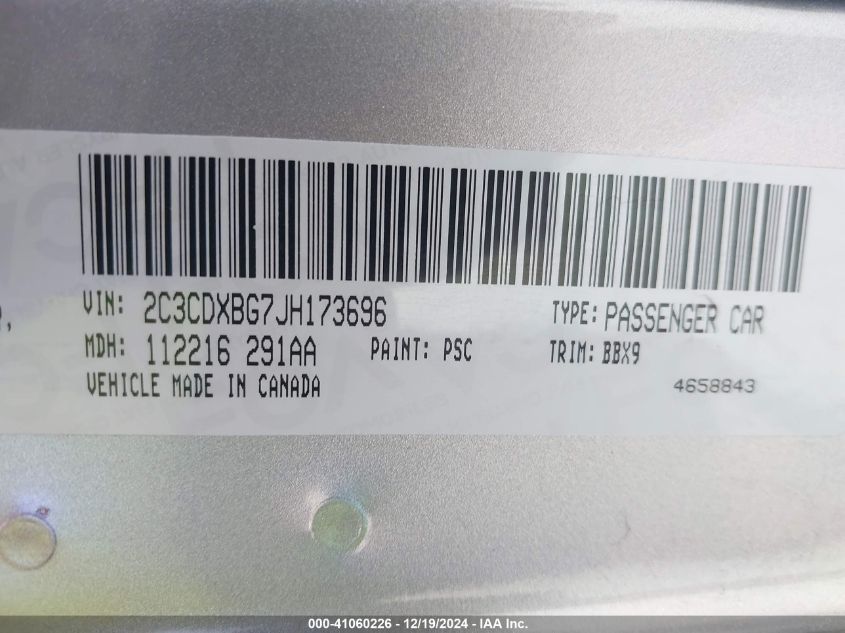 VIN: 2C3CDXBG7JH173696 TYPE: PASSENGER CAR
MDH: 112216 291AA PAINT: PSC TRIM: BBX9
VEHICLE MADE IN CANADA 4658843
000-41060226 - 12/19/2024 - IAA Inc.